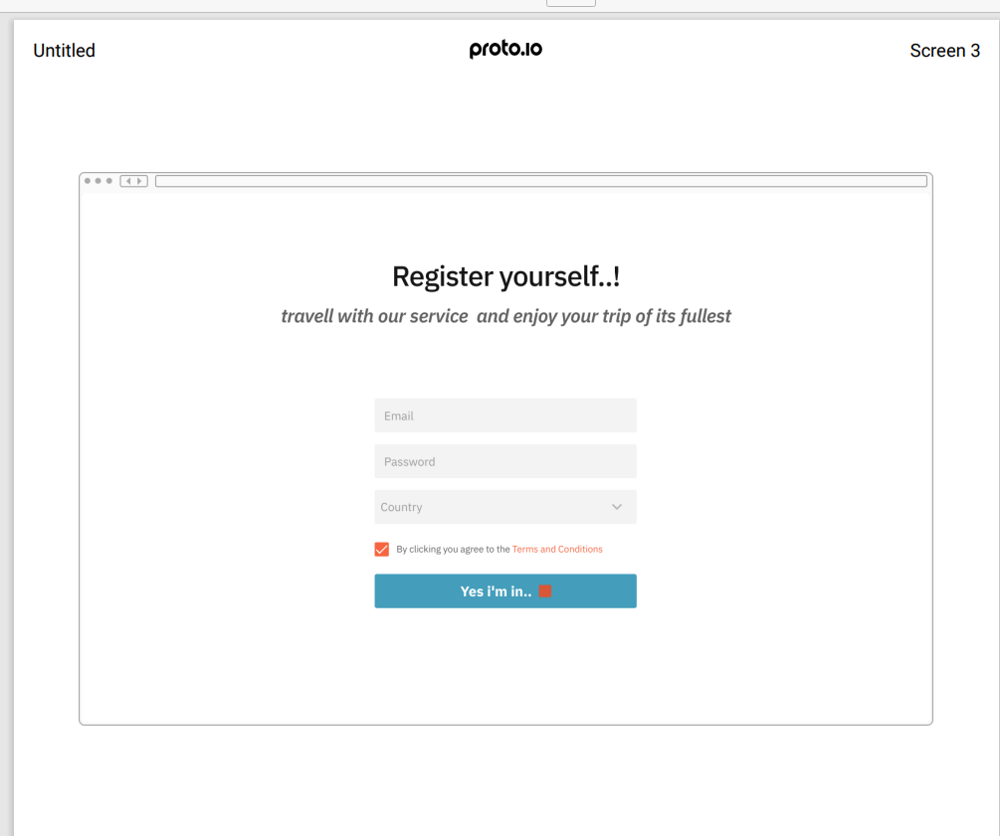 Untitled
proto.io
Screen 3
Register yourself..!
travell with our service  and enjoy your trip of its fullest
Email
Password
Country
By clicking you agree to the Terms and Conditions
Yes i'm in..